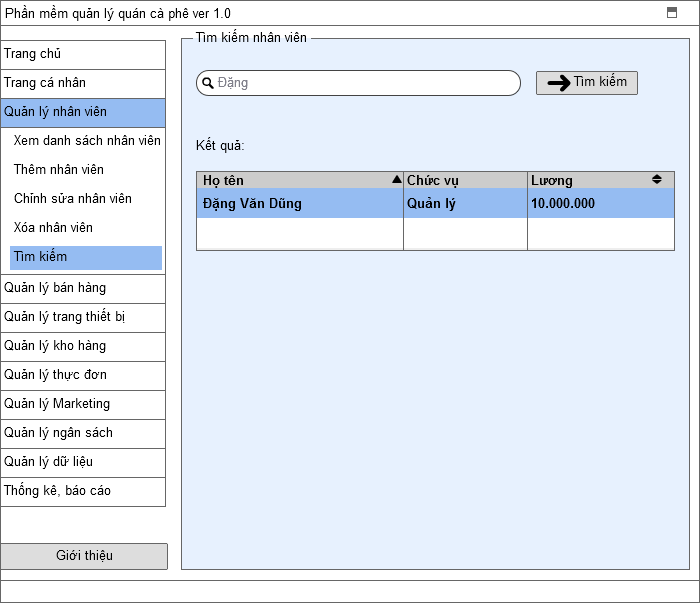 Phần mềm quản lý quán cà phê ver 1.0
Trang chủ
Trang cá nhân
Quản lý nhân viên
Xem danh sách nhân viên
Thêm nhân viên
Chỉnh sửa nhân viên
Xóa nhân viên
Tìm kiếm
Quản lý bán hàng
Quản lý trang thiết bị
Quản lý kho hàng
Quản lý thực đơn
Quản lý Marketing
Quản lý ngân sách
Quản lý dữ liệu
Thống kê, báo cáo
Giới thiệu
Tìm kiếm nhân viên
Đặng
Tìm kiếm
Kết quả:
Họ tên Chức vụ Lương
Đặng Văn Dũng Quản lý 10.000.000